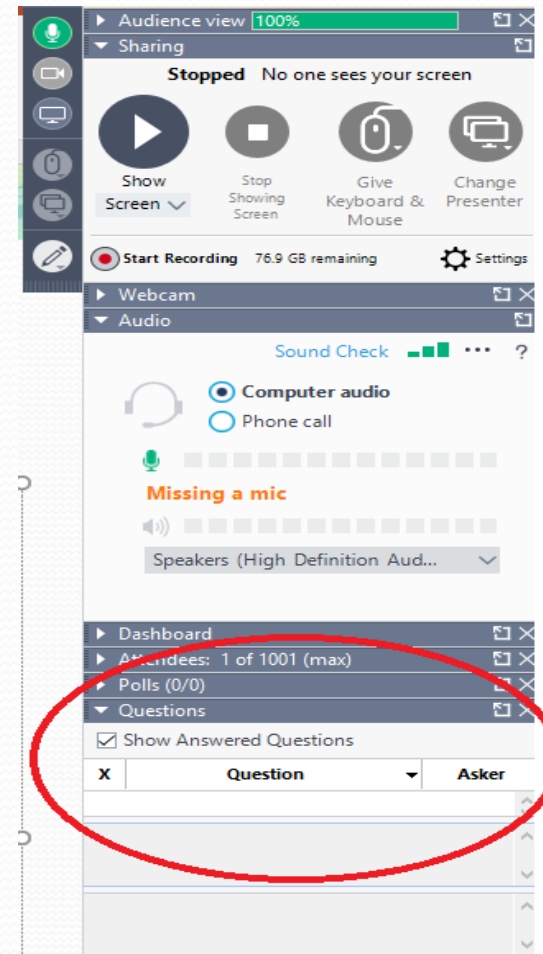 Audience view 100%
Sharing
Stopped No one sees your screen
Show
Screen
Stop
Showing
Screen
Give
Keyboard &
Mouse
Change
Presenter
Start Recording 76.9 GB remaining
Settings
Webcam
Audio
Sound Check ?
Computer audio
Phone call
Missing a mic
Speakers (High Definition Aud...
Dashboard
Attendees: 1 of 1001 (max)
Polls (0/0)
Questions
Show Answered Questions
X Question Asker